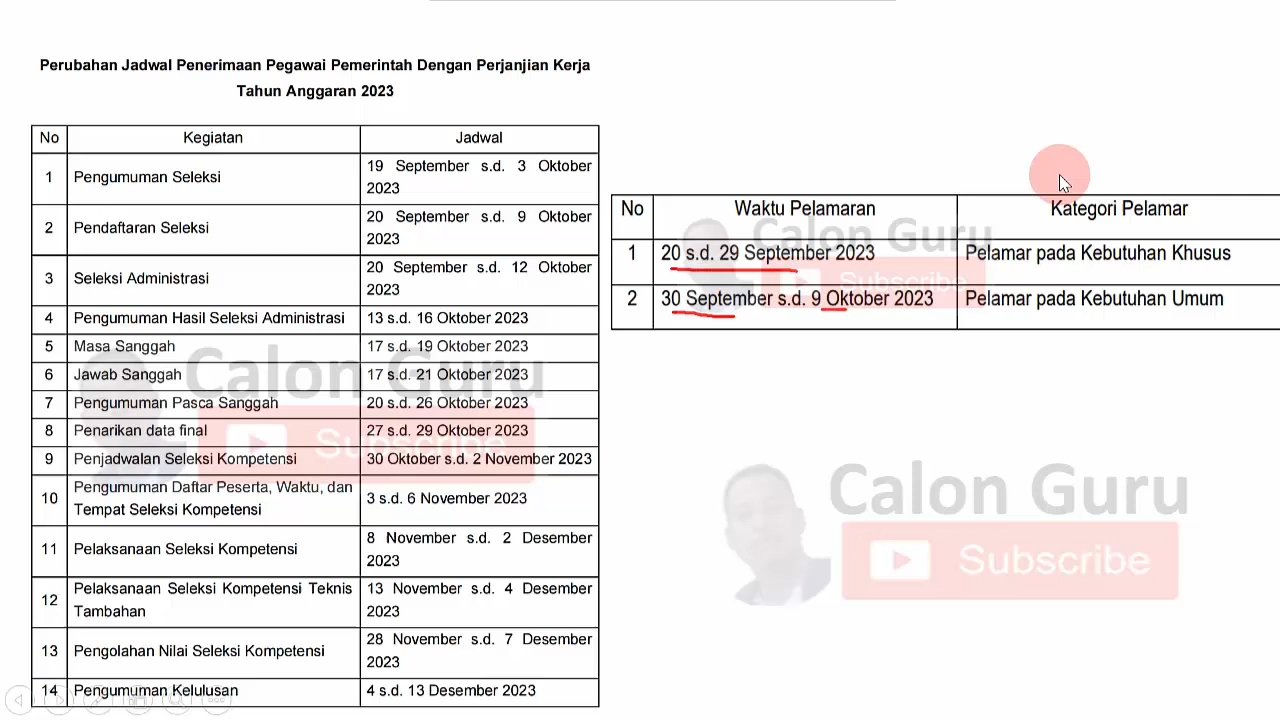 Perubahan Jadwal Penerimaan Pegawai Pemerintah Dengan Perjanjian Kerja
Tahun Anggaran 2023
No Kegiatan Jadwal
1 Pengumuman Seleksi 19 September s.d. 3 Oktober 2023
2 Pendaftaran Seleksi 20 September s.d. 9 Oktober 2023
3 Seleksi Administrasi 20 September s.d. 12 Oktober 2023
4 Pengumuman Hasil Seleksi Administrasi 13 s.d. 16 Oktober 2023
5 Masa Sanggah 17 s.d. 19 Oktober 2023
6 Jawab Sanggah 17 s.d. 21 Oktober 2023
7 Pengumuman Pasca Sanggah 20 s.d. 26 Oktober 2023
8 Penarikan data final 27 s.d. 29 Oktober 2023
9 Penjadwalan Seleksi Kompetensi 30 Oktober s.d. 2 November 2023
10 Pengumuman Daftar Peserta, Waktu, dan Tempat Seleksi Kompetensi 3 s.d. 6 November 2023
11 Pelaksanaan Seleksi Kompetensi 8 November s.d. 2 Desember 2023
12 Pelaksanaan Seleksi Kompetensi Teknis Tambahan 13 November s.d. 4 Desember 2023
13 Pengolahan Nilai Seleksi Kompetensi 28 November s.d. 7 Desember 2023
14 Pengumuman Kelulusan 4 s.d. 13 Desember 2023
No Waktu Pelamaran Kategori Pelamar
1 20 s.d. 29 September 2023 Pelamar pada Kebutuhan Khusus
2 30 September s.d. 9 Oktober 2023 Pelamar pada Kebutuhan Umum
Calon Guru
Subscribe
Calon Guru
Subscribe
Calon Guru
Subscribe